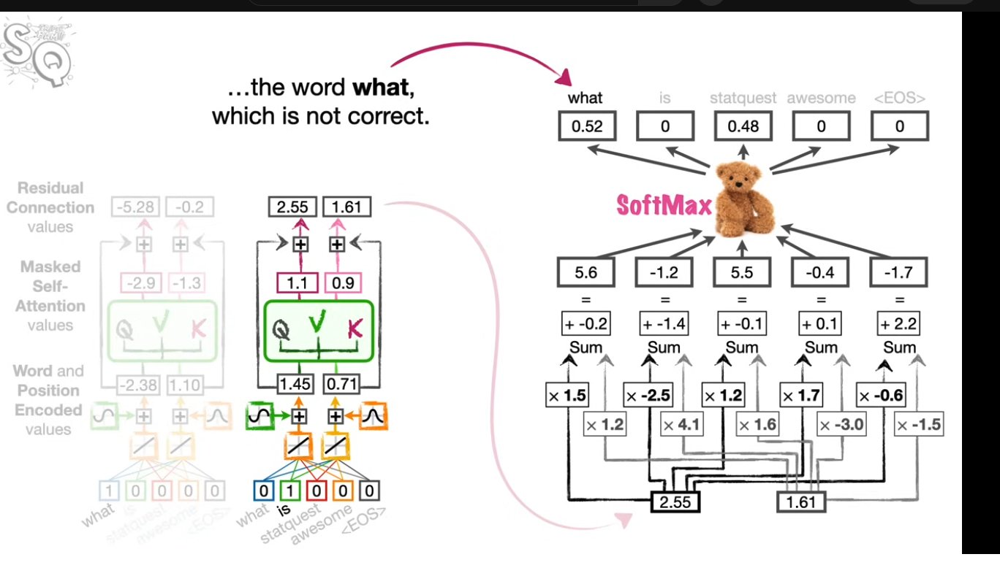 SQ
…the word what,
which is not correct.
what is statquest awesome <EOS>
0.52 0 0.48 0 0
SoftMax
5.6 -1.2 5.5 -0.4 -1.7
= = = = =
+ -0.2 + -1.4 + -0.1 + 0.1 + 2.2
Sum Sum Sum Sum Sum
× 1.5 × -2.5 × 1.2 × 1.7 × -0.6
× 1.2 × 4.1 × 1.6 × -3.0 × -1.5
2.55 1.61
Residual
Connection
values
-5.28 -0.2 2.55 1.61
+ + + +
Masked
Self-
Attention
values
-2.9 -1.3 1.1 0.9
Q V K Q V K
Word and
Position
Encoded
values
-2.38 1.10 1.45 0.71
+ + + +
1 0 0 0 0 0 1 0 0 0
what is statquest awesome <EOS> what is statquest awesome <EOS>